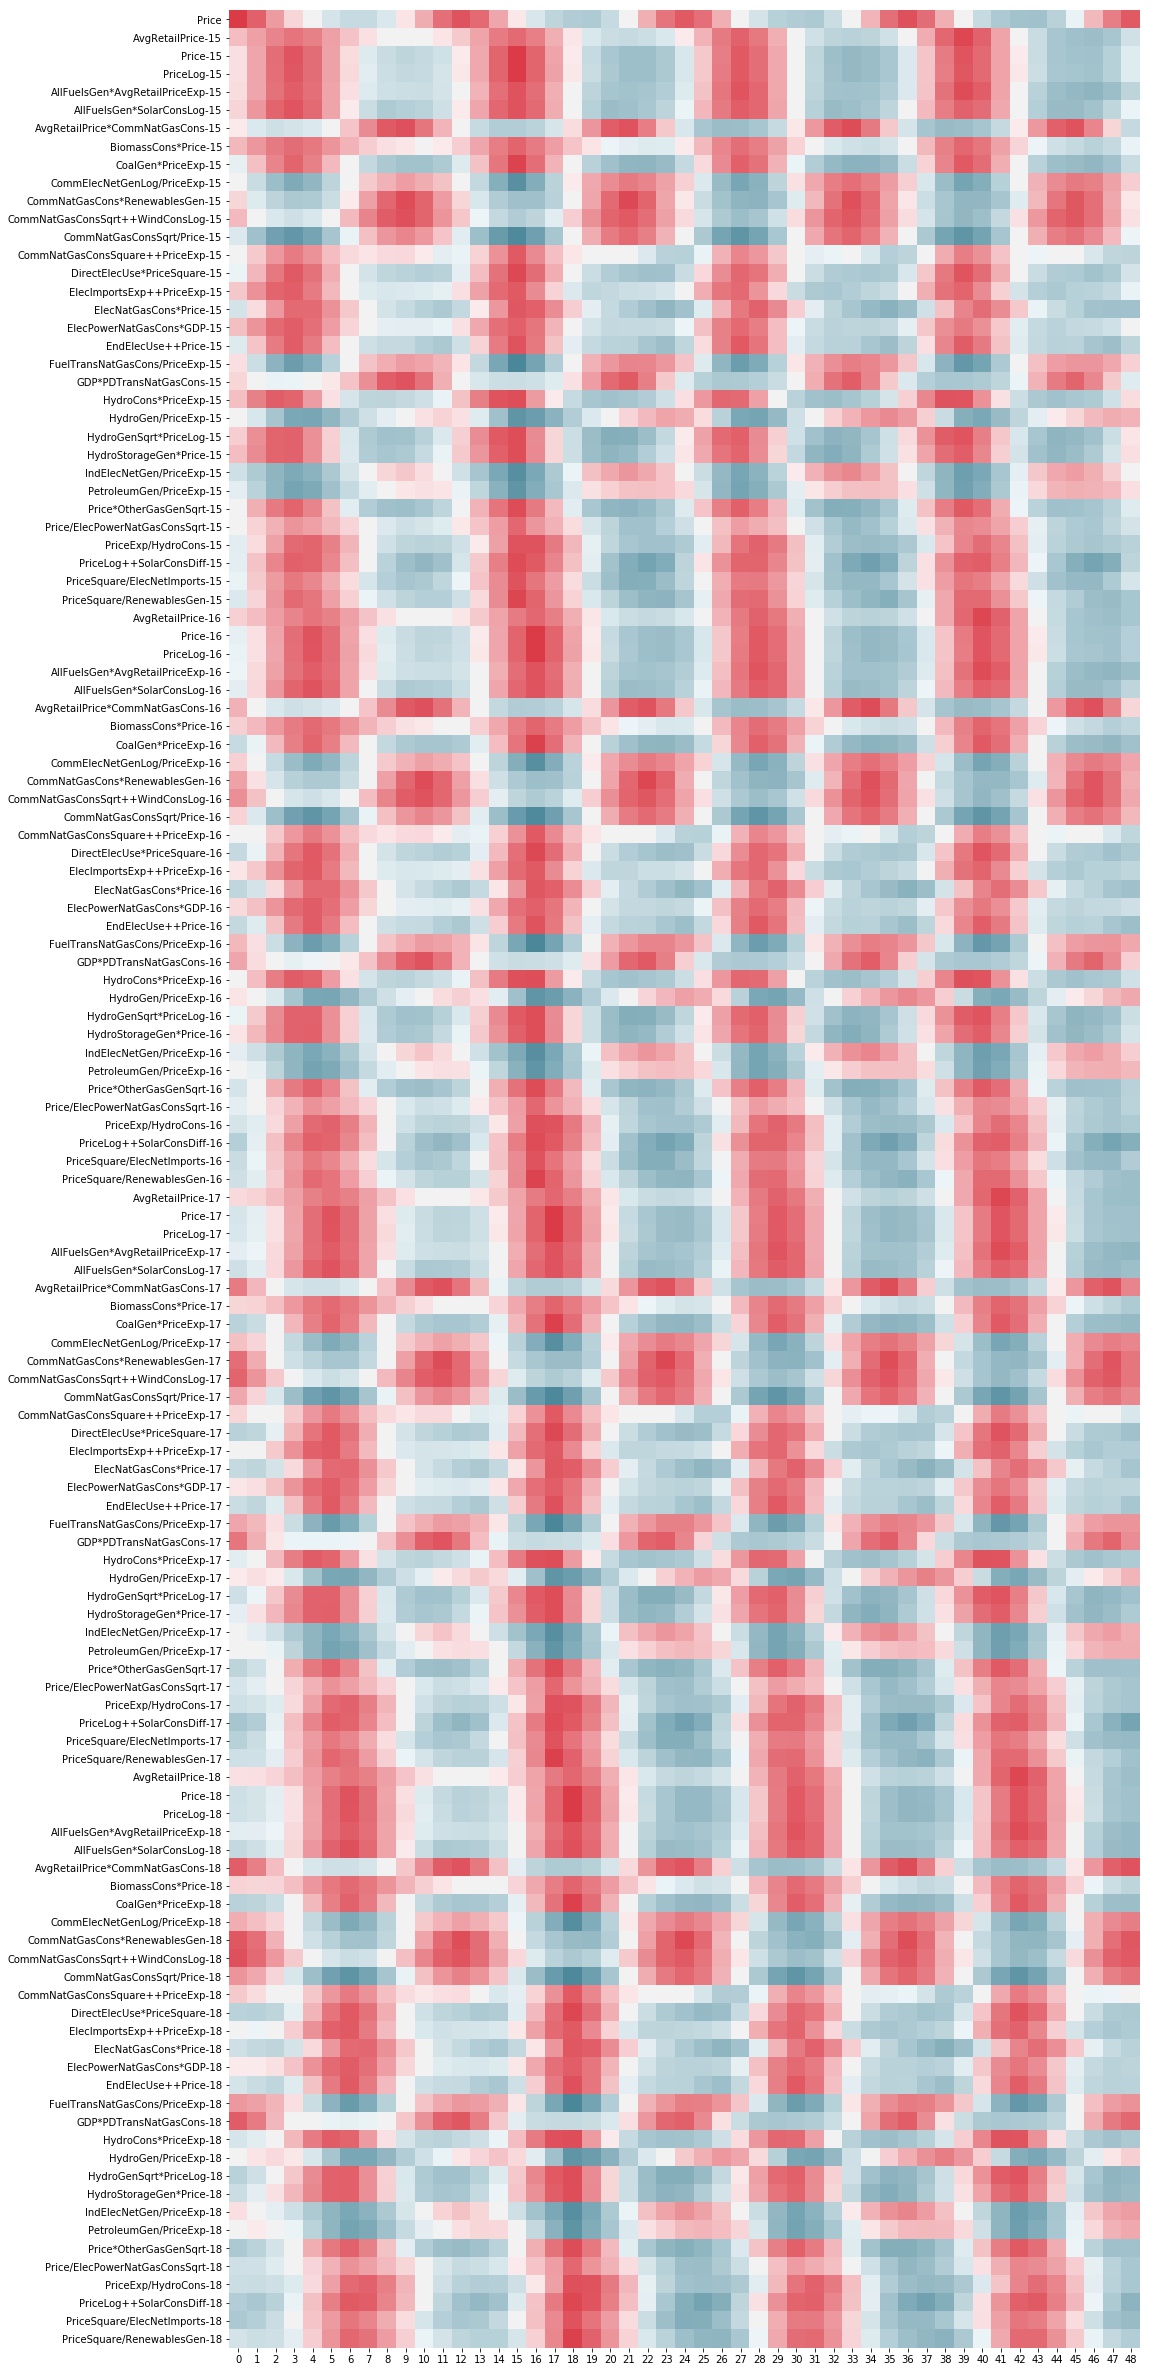 Price
AvgRetailPrice-15
Price-15
PriceLog-15
AllFuelsGen*AvgRetailPriceExp-15
AllFuelsGen*SolarConsLog-15
AvgRetailPrice*CommNatGasCons-15
BiomassCons*Price-15
CoalGen*PriceExp-15
CommElecNetGenLog/PriceExp-15
CommNatGasCons*RenewablesGen-15
CommNatGasConsSqrt++WindConsLog-15
CommNatGasConsSqrt/Price-15
CommNatGasConsSquare++PriceExp-15
DirectElecUse*PriceSquare-15
ElecImportsExp++PriceExp-15
ElecNatGasCons*Price-15
ElecPowerNatGasCons*GDP-15
EndElecUse++Price-15
FuelTransNatGasCons/PriceExp-15
GDP*PDTransNatGasCons-15
HydroCons*PriceExp-15
HydroGen/PriceExp-15
HydroGenSqrt*PriceLog-15
HydroStorageGen*Price-15
IndElecNetGen/PriceExp-15
PetroleumGen/PriceExp-15
Price*OtherGasGenSqrt-15
Price/ElecPowerNatGasConsSqrt-15
PriceExp/HydroCons-15
PriceLog++SolarConsDiff-15
PriceSquare/ElecNetImports-15
PriceSquare/RenewablesGen-15
AvgRetailPrice-16
Price-16
PriceLog-16
AllFuelsGen*AvgRetailPriceExp-16
AllFuelsGen*SolarConsLog-16
AvgRetailPrice*CommNatGasCons-16
BiomassCons*Price-16
CoalGen*PriceExp-16
CommElecNetGenLog/PriceExp-16
CommNatGasCons*RenewablesGen-16
CommNatGasConsSqrt++WindConsLog-16
CommNatGasConsSqrt/Price-16
CommNatGasConsSquare++PriceExp-16
DirectElecUse*PriceSquare-16
ElecImportsExp++PriceExp-16
ElecNatGasCons*Price-16
ElecPowerNatGasCons*GDP-16
EndElecUse++Price-16
FuelTransNatGasCons/PriceExp-16
GDP*PDTransNatGasCons-16
HydroCons*PriceExp-16
HydroGen/PriceExp-16
HydroGenSqrt*PriceLog-16
HydroStorageGen*Price-16
IndElecNetGen/PriceExp-16
PetroleumGen/PriceExp-16
Price*OtherGasGenSqrt-16
Price/ElecPowerNatGasConsSqrt-16
PriceExp/HydroCons-16
PriceLog++SolarConsDiff-16
PriceSquare/ElecNetImports-16
PriceSquare/RenewablesGen-16
AvgRetailPrice-17
Price-17
PriceLog-17
AllFuelsGen*AvgRetailPriceExp-17
AllFuelsGen*SolarConsLog-17
AvgRetailPrice*CommNatGasCons-17
BiomassCons*Price-17
CoalGen*PriceExp-17
CommElecNetGenLog/PriceExp-17
CommNatGasCons*RenewablesGen-17
CommNatGasConsSqrt++WindConsLog-17
CommNatGasConsSqrt/Price-17
CommNatGasConsSquare++PriceExp-17
DirectElecUse*PriceSquare-17
ElecImportsExp++PriceExp-17
ElecNatGasCons*Price-17
ElecPowerNatGasCons*GDP-17
EndElecUse++Price-17
FuelTransNatGasCons/PriceExp-17
GDP*PDTransNatGasCons-17
HydroCons*PriceExp-17
HydroGen/PriceExp-17
HydroGenSqrt*PriceLog-17
HydroStorageGen*Price-17
IndElecNetGen/PriceExp-17
PetroleumGen/PriceExp-17
Price*OtherGasGenSqrt-17
Price/ElecPowerNatGasConsSqrt-17
PriceExp/HydroCons-17
PriceLog++SolarConsDiff-17
PriceSquare/ElecNetImports-17
PriceSquare/RenewablesGen-17
AvgRetailPrice-18
Price-18
PriceLog-18
AllFuelsGen*AvgRetailPriceExp-18
AllFuelsGen*SolarConsLog-18
AvgRetailPrice*CommNatGasCons-18
BiomassCons*Price-18
CoalGen*PriceExp-18
CommElecNetGenLog/PriceExp-18
CommNatGasCons*RenewablesGen-18
CommNatGasConsSqrt++WindConsLog-18
CommNatGasConsSqrt/Price-18
CommNatGasConsSquare++PriceExp-18
DirectElecUse*PriceSquare-18
ElecImportsExp++PriceExp-18
ElecNatGasCons*Price-18
ElecPowerNatGasCons*GDP-18
EndElecUse++Price-18
FuelTransNatGasCons/PriceExp-18
GDP*PDTransNatGasCons-18
HydroCons*PriceExp-18
HydroGen/PriceExp-18
HydroGenSqrt*PriceLog-18
HydroStorageGen*Price-18
IndElecNetGen/PriceExp-18
PetroleumGen/PriceExp-18
Price*OtherGasGenSqrt-18
Price/ElecPowerNatGasConsSqrt-18
PriceExp/HydroCons-18
PriceLog++SolarConsDiff-18
PriceSquare/ElecNetImports-18
PriceSquare/RenewablesGen-18
0 1 2 3 4 5 6 7 8 9 10 11 12 13 14 15 16 17 18 19 20 21 22 23 24 25 26 27 28 29 30 31 32 33 34 35 36 37 38 39 40 41 42 43 44 45 46 47 48